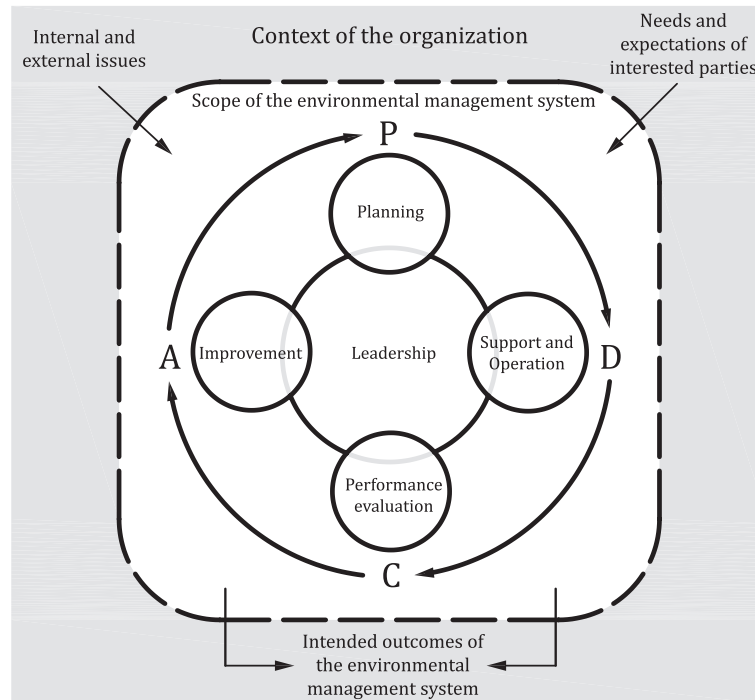 Internal and
external issues
Context of the organization
Needs and
expectations of
interested parties
Scope of the environmental management system
P
Planning
A
Improvement
Leadership
Support and
Operation
D
Performance
evaluation
C
Intended outcomes of
the environmental
management system